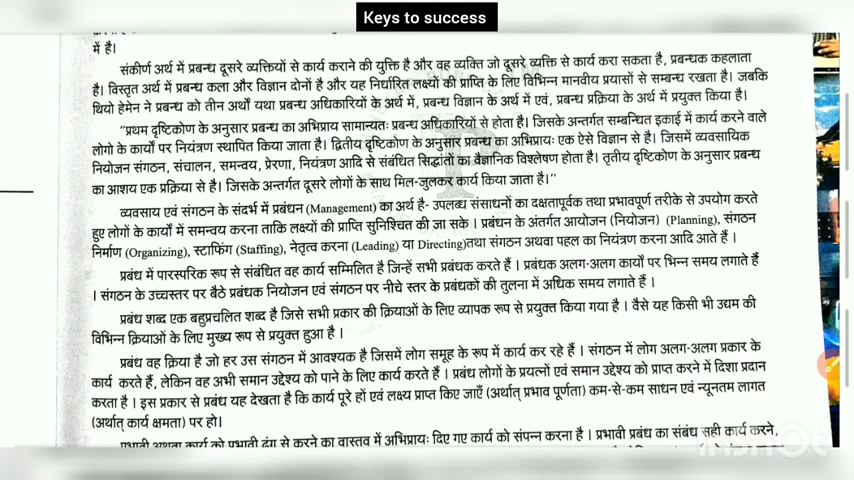 Keys to success
में है।
संकीर्ण अर्थ में प्रबन्ध दूसरे व्यक्तियों से कार्य कराने की युक्ति है और वह व्यक्ति जो दूसरे व्यक्ति से कार्य करा सकता है, प्रबन्धक कहलाता
है। विस्तृत अर्थ में प्रबन्ध कला और विज्ञान दोनों है और यह निर्धारित लक्ष्यों की प्राप्ति के लिए विभिन्न मानवीय प्रयासों से सम्बन्ध रखता है। जबकि
थियो हेमेन ने प्रबन्ध को तीन अर्थों यथा प्रबन्ध अधिकारियों के अर्थ में, प्रबन्ध विज्ञान के अर्थ में एवं, प्रबन्ध प्रक्रिया के अर्थ में प्रयुक्त किया है।
"प्रथम दृष्टिकोण के अनुसार प्रबन्ध का अभिप्राय सामान्यतः प्रबन्ध अधिकारियों से होता है। जिसके अन्तर्गत सम्बन्धित इकाई में कार्य करने वाले
लोगो के कार्यों पर नियंत्रण स्थापित किया जाता है। द्वितीय दृष्टिकोण के अनुसार प्रबन्ध का अभिप्रायः एक ऐसे विज्ञान से है। जिसमें व्यवसायिक
नियोजन संगठन, संचालन, समन्वय, प्रेरणा, नियंत्रण आदि से संबंधित सिद्धांतों का वैज्ञानिक विश्लेषण होता है। तृतीय दृष्टिकोण के अनुसार प्रबन्ध
का आशय एक प्रक्रिया से है। जिसके अन्तर्गत दूसरे लोगों के साथ मिल-जुलकर कार्य किया जाता है।"
व्यवसाय एवं संगठन के संदर्भ में प्रबंधन (Management) का अर्थ है- उपलब्ध संसाधनों का दक्षतापूर्वक तथा प्रभावपूर्ण तरीके से उपयोग करते
हुए लोगों के कार्यों में समन्वय करना ताकि लक्ष्यों की प्राप्ति सुनिश्चित की जा सके । प्रबंधन के अंतर्गत आयोजन (नियोजन) (Planning), संगठन
निर्माण (Organizing), स्टाफिंग (Staffing), नेतृत्व करना (Leading) या Directing)तथा संगठन अथवा पहल का नियंत्रण करना आदि आते हैं ।
प्रबंध में पारस्परिक रूप से संबंधित वह कार्य सम्मिलित है जिन्हें सभी प्रबंधक करते हैं । प्रबंधक अलग-अलग कार्यों पर भिन्न समय लगाते हैं
। संगठन के उच्चस्तर पर बैठे प्रबंधक नियोजन एवं संगठन पर नीचे स्तर के प्रबंधकों की तुलना में अधिक समय लगाते हैं ।
प्रबंध शब्द एक बहुप्रचलित शब्द है जिसे सभी प्रकार की क्रियाओं के लिए व्यापक रूप से प्रयुक्त किया गया है । वैसे यह किसी भी उद्यम की
विभिन्न क्रियाओं के लिए मुख्य रूप से प्रयुक्त हुआ है ।
प्रबंध वह क्रिया है जो हर उस संगठन में आवश्यक है जिसमें लोग समूह के रूप में कार्य कर रहे हैं । संगठन में लोग अलग-अलग प्रकार के
कार्य करते हैं, लेकिन वह अभी समान उद्देश्य को पाने के लिए कार्य करते हैं । प्रबंध लोगों के प्रयत्नों एवं समान उद्देश्य को प्राप्त करने में दिशा प्रदान
करता है । इस प्रकार से प्रबंध यह देखता है कि कार्य पूरे हों एवं लक्ष्य प्राप्त किए जाएँ (अर्थात् प्रभाव पूर्णता) कम-से-कम साधन एवं न्यूनतम लागत
(अर्थात् कार्य क्षमता) पर हो।
प्रभावी अथवा कार्य को प्रभावी ढंग से करने का वास्तव में अभिप्रायः दिए गए कार्य को संपन्न करना है । प्रभावी प्रबंध का संबंध सही कार्य करने,